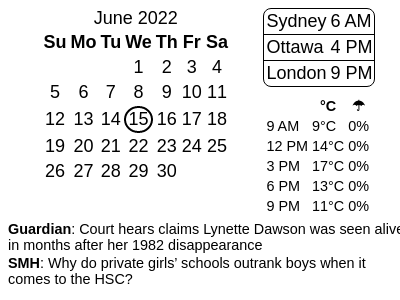 June 2022
Su Mo Tu We Th Fr Sa
1 2 3 4
5 6 7 8 9 10 11
12 13 14 15 16 17 18
19 20 21 22 23 24 25
26 27 28 29 30
Sydney 6 AM
Ottawa 4 PM
London 9 PM
°C ☂
9 AM 9°C 0%
12 PM 14°C 0%
3 PM 17°C 0%
6 PM 13°C 0%
9 PM 11°C 0%
Guardian: Court hears claims Lynette Dawson was seen alive
in months after her 1982 disappearance
SMH: Why do private girls’ schools outrank boys when it
comes to the HSC?